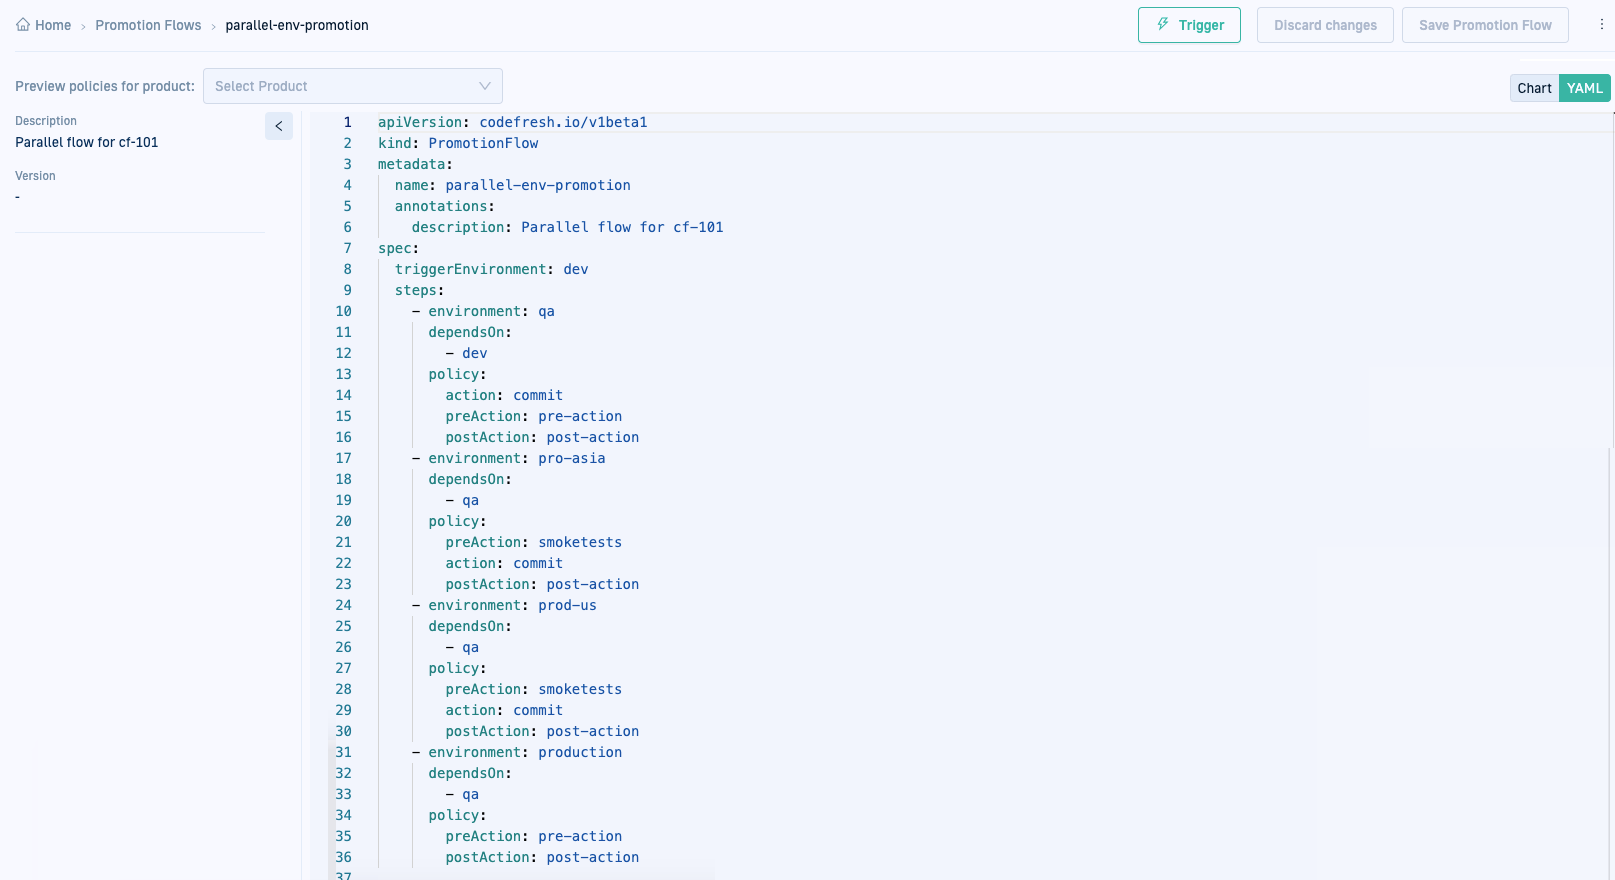 Home > Promotion Flows > parallel-env-promotion
Trigger
Discard changes
Save Promotion Flow
Preview policies for product:
Select Product
Chart
YAML
Description
Parallel flow for cf-101
Version
-
<
1 apiVersion: codefresh.io/v1beta1
2 kind: PromotionFlow
3 metadata:
4   name: parallel-env-promotion
5   annotations:
6     description: Parallel flow for cf-101
7 spec:
8   triggerEnvironment: dev
9   steps:
10     - environment: qa
11       dependsOn:
12         - dev
13       policy:
14         action: commit
15         preAction: pre-action
16         postAction: post-action
17     - environment: pro-asia
18       dependsOn:
19         - qa
20       policy:
21         preAction: smoketests
22         action: commit
23         postAction: post-action
24     - environment: prod-us
25       dependsOn:
26         - qa
27       policy:
28         preAction: smoketests
29         action: commit
30         postAction: post-action
31     - environment: production
32       dependsOn:
33         - qa
34       policy:
35         preAction: pre-action
36         postAction: post-action
37